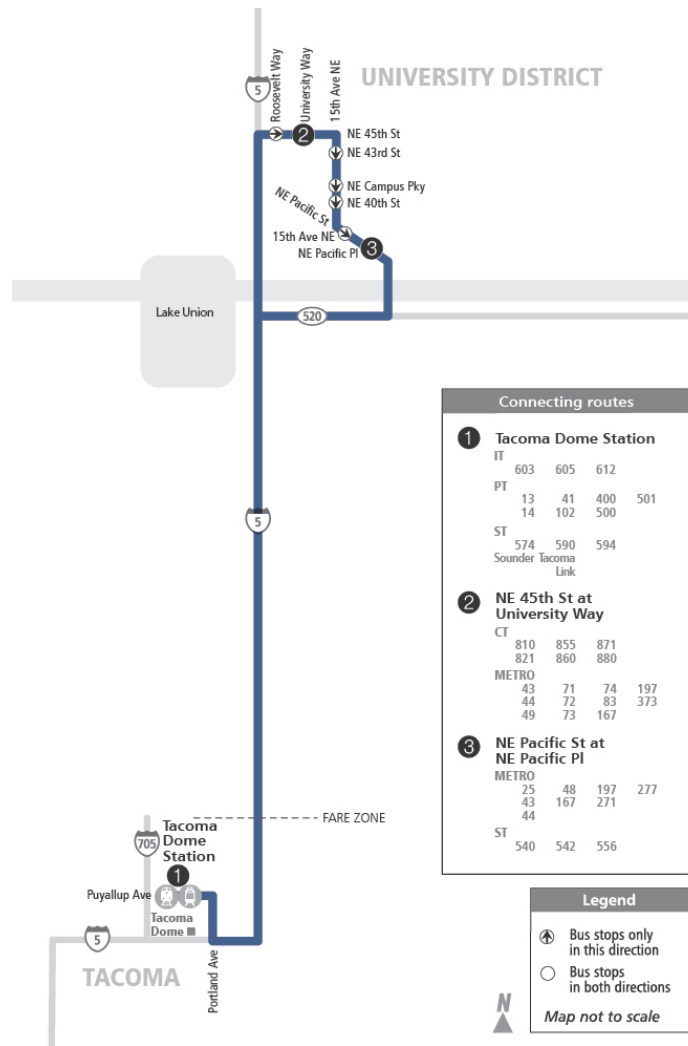 5
Roosevelt Way
University Way
15th Ave NE
UNIVERSITY DISTRICT
2
NE 45th St
NE 43rd St
NE Campus Pky
NE 40th St
NE Pacific St
15th Ave NE
NE Pacific Pl
3
Lake Union
520
5
Connecting routes
1 Tacoma Dome Station
IT
603 605 612
PT
13 41 400 501
14 102 500
ST
574 590 594
Sounder Tacoma
Link
2 NE 45th St at
University Way
CT
810 855 871
821 860 880
METRO
43 71 74 197
44 72 83 373
49 73 167
3 NE Pacific St at
NE Pacific Pl
METRO
25 48 197 277
43 167 271
44
ST
540 542 556
FARE ZONE
705
Tacoma
Dome
Station
1
Puyallup Ave
Tacoma
Dome
5
Portland Ave
TACOMA
Legend
Bus stops only
in this direction
Bus stops
in both directions
Map not to scale
N